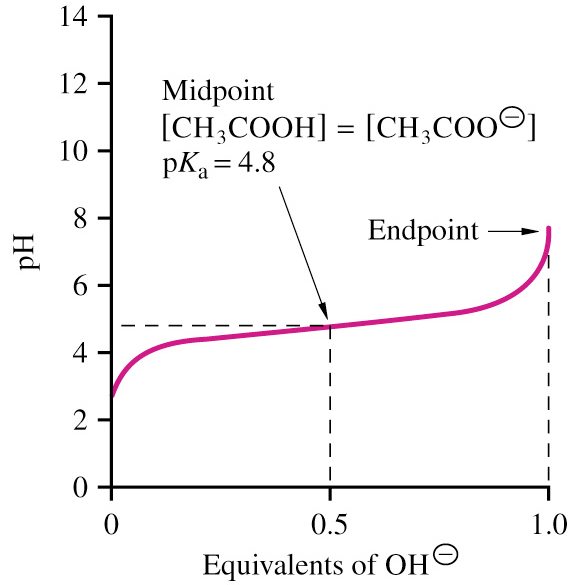 14
12
10
8
6
4
2
0
pH
Midpoint
[CH₃COOH] = [CH₃COO⊖]
pKₐ = 4.8
Endpoint
0
0.5
1.0
Equivalents of OH⊖